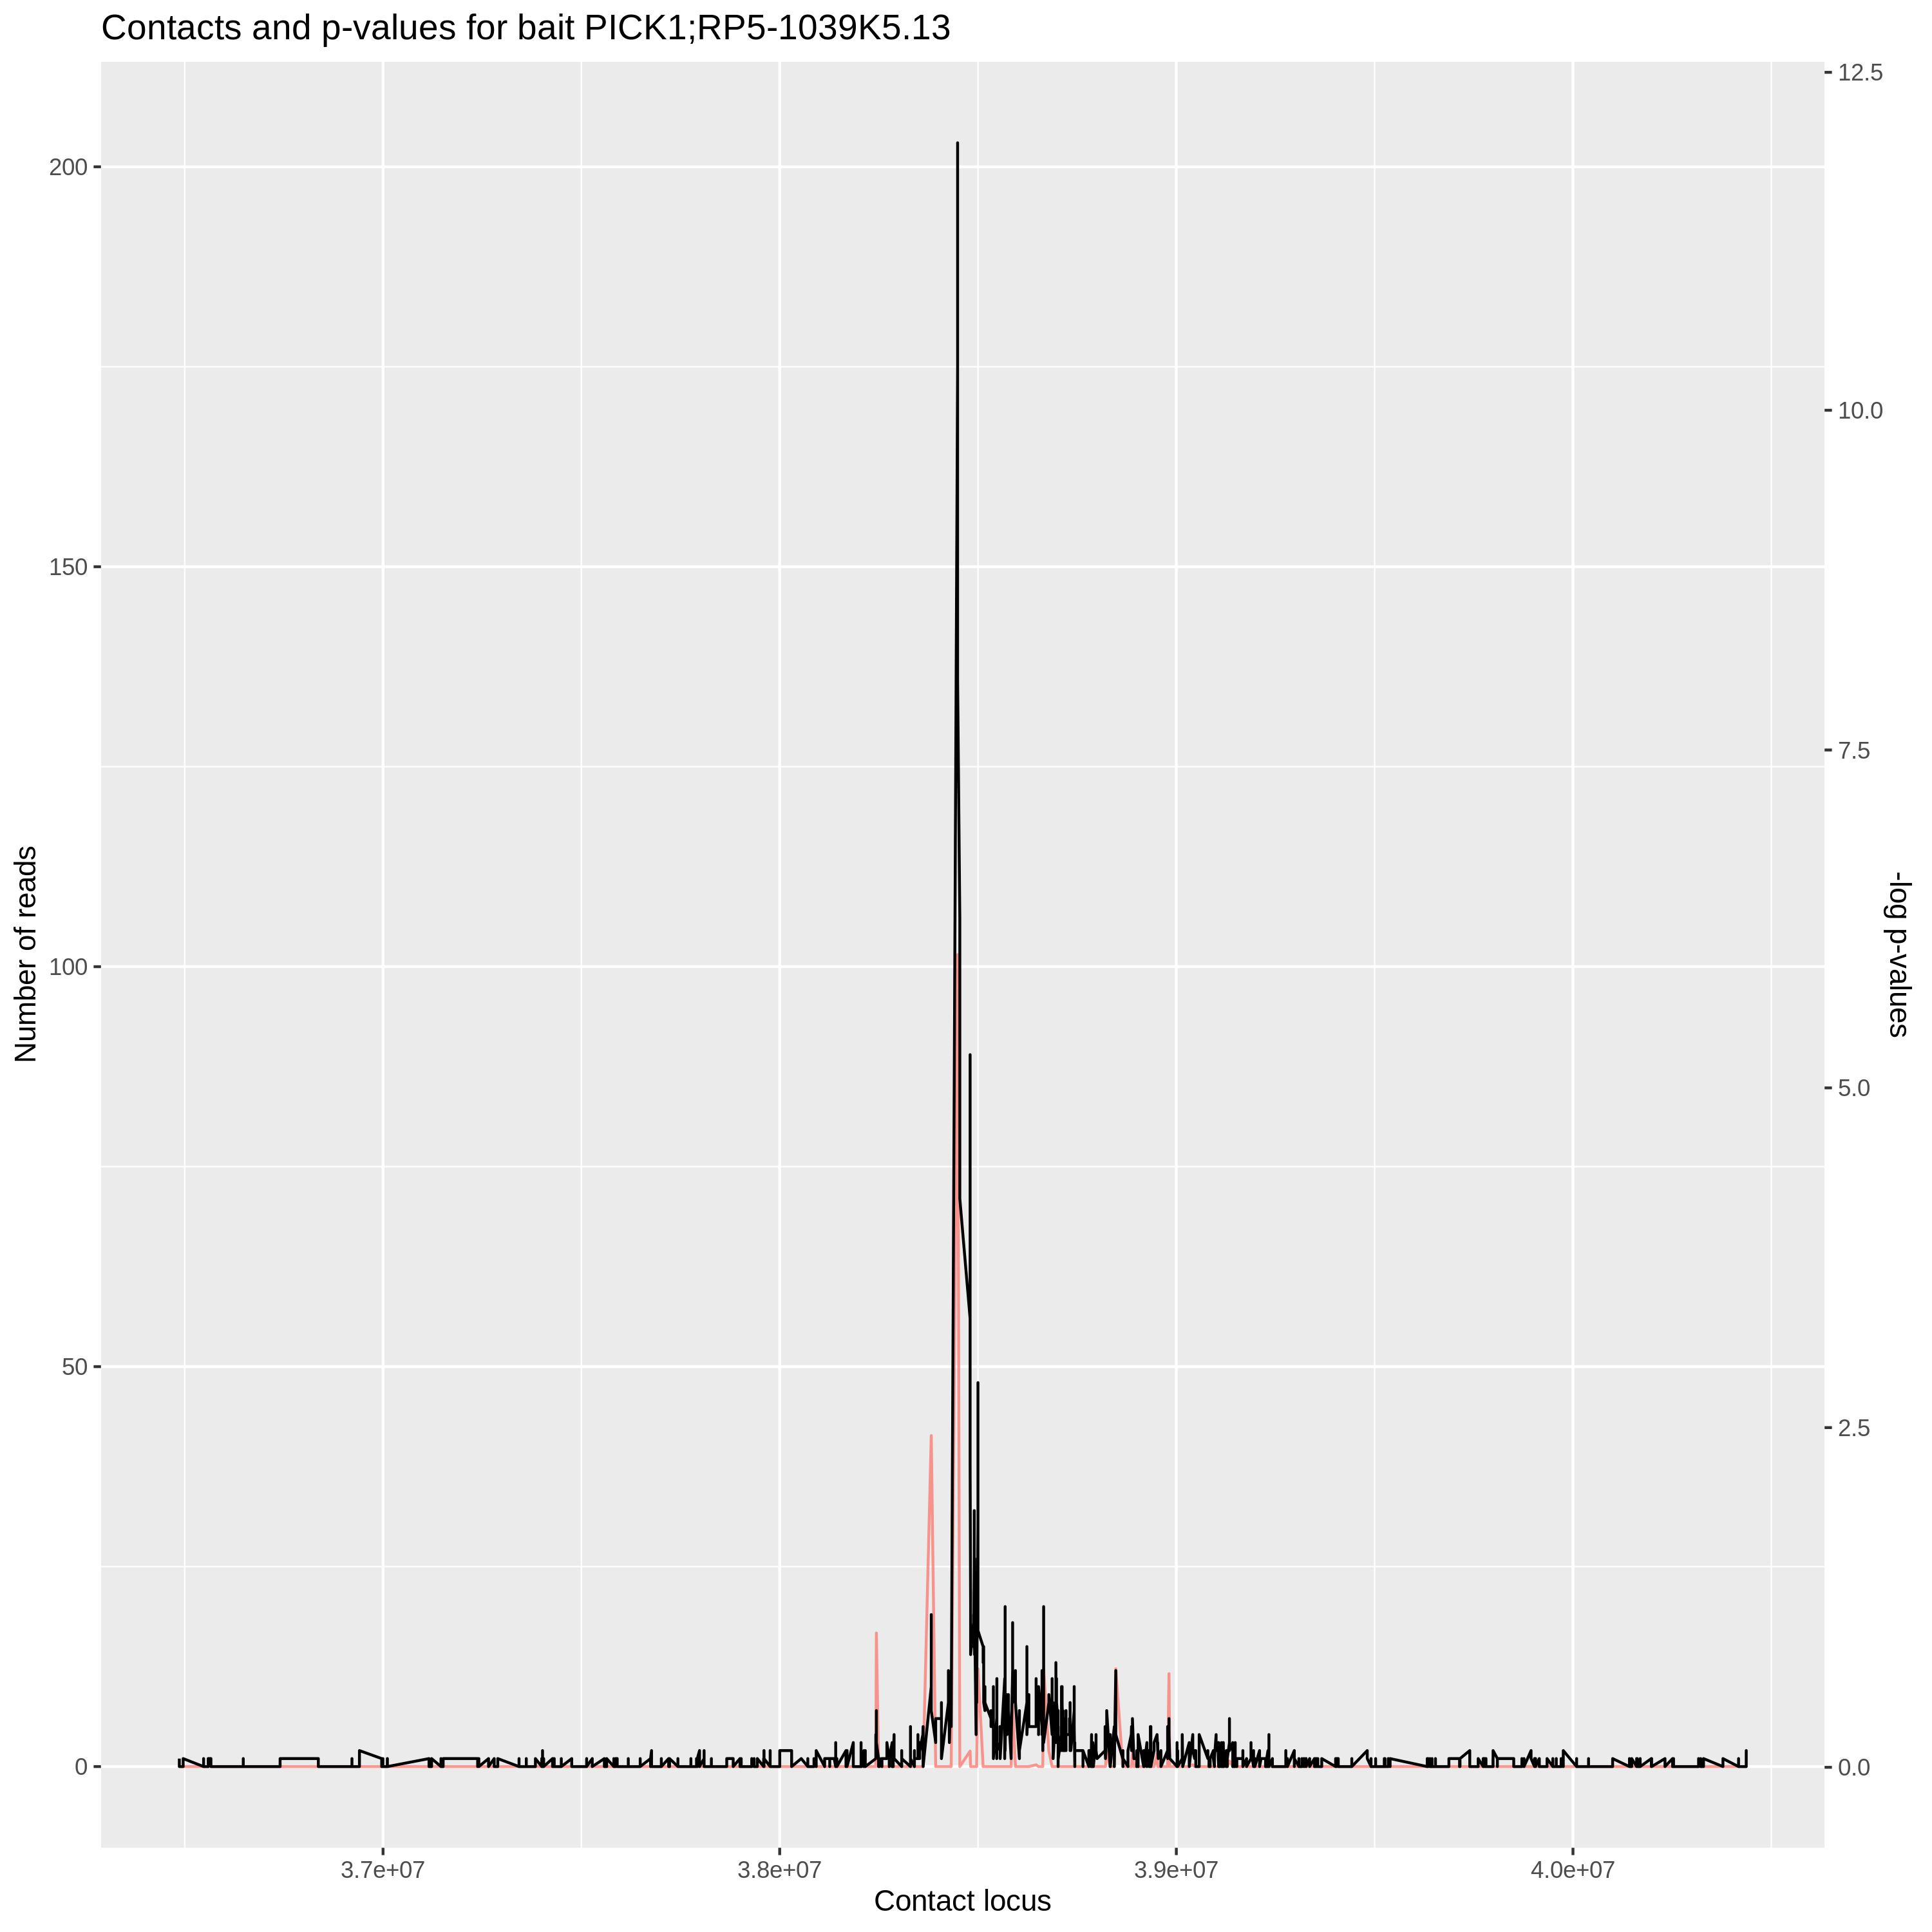 Contacts and p-values for bait PICK1;RP5-1039K5.13
200
150
100
50
0
Number of reads
12.5
10.0
7.5
5.0
2.5
0.0
-log p-values
3.7e+07
3.8e+07
3.9e+07
4.0e+07
Contact locus